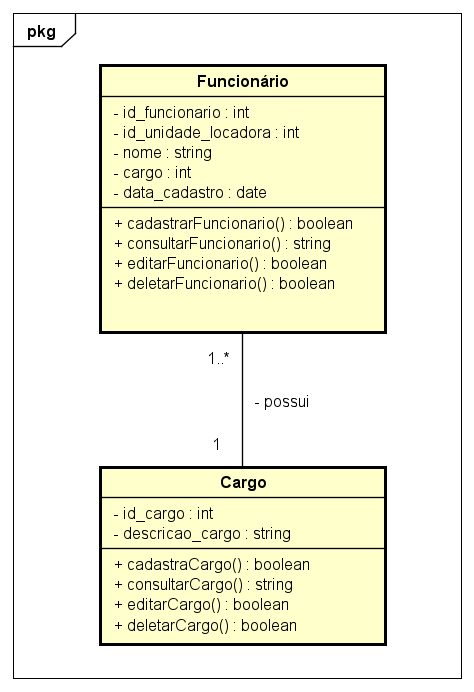 pkg
Funcionário
- id_funcionario : int
- id_unidade_locadora : int
- nome : string
- cargo : int
- data_cadastro : date
+ cadastrarFuncionario() : boolean
+ consultarFuncionario() : string
+ editarFuncionario() : boolean
+ deletarFuncionario() : boolean
1..*
- possui
1
Cargo
- id_cargo : int
- descricao_cargo : string
+ cadastraCargo() : boolean
+ consultarCargo() : string
+ editarCargo() : boolean
+ deletarCargo() : boolean